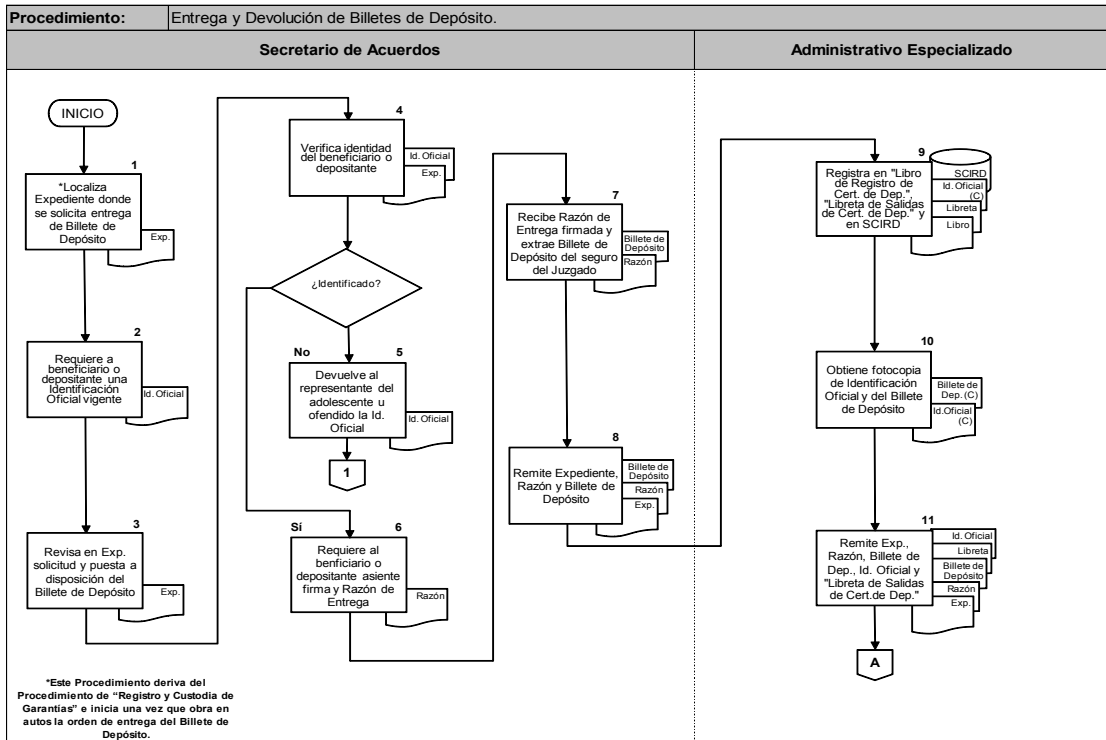 Procedimiento: Entrega y Devolución de Billetes de Depósito.
Secretario de Acuerdos
Administrativo Especializado
INICIO
1
*Localiza
Expediente donde
se solicita entrega
de Billete de
Depósito
Exp.
2
Requiere a
beneficiario o
depositante una
Identificación
Oficial vigente
Id. Oficial
3
Revisa en Exp.
solicitud y puesta a
disposición del
Billete de Depósito
Exp.
*Este Procedimiento deriva del
Procedimiento de “Registro y Custodia de
Garantías” e inicia una vez que obra en
autos la orden de entrega del Billete de
Depósito.
4
Verifica identidad
del beneficiario o
depositante
Id. Oficial
Exp.
¿Identificado?
No
5
Devuelve al
representante del
adolescente u
ofendido la Id.
Oficial
Id. Oficial
1
Sí
6
Requiere al
benficiario o
depositante asiente
firma y Razón de
Entrega
Razón
7
Recibe Razón de
Entrega firmada y
extrae Billete de
Depósito del seguro
del Juzgado
Billete de
Depósito
Razón
8
Remite Expediente,
Razón y Billete de
Depósito
Billete de
Depósito
Razón
Exp.
9
Registra en "Libro
de Registro de
Cert. de Dep.",
"Libreta de Salidas
de Cert. de Dep." y
en SCIRD
SCIRD
Id. Oficial
(C)
Libreta
Libro
10
Obtiene fotocopia
de Identificación
Oficial y del Billete
de Depósito
Billete de
Dep. (C)
Id.Oficial
(C)
11
Remite Exp.,
Razón, Billete de
Dep., Id. Oficial y
"Libreta de Salidas
de Cert.de Dep."
Id. Oficial
Libreta
Billete de
Depósito
Razón
Exp.
A